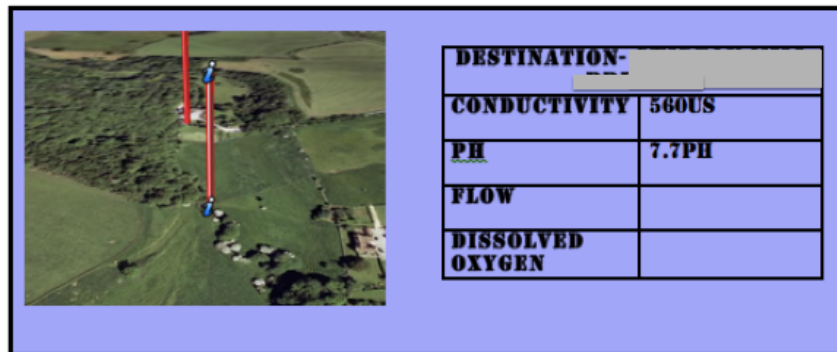 DESTINATION-
CONDUCTIVITY 560US
PH 7.7PH
FLOW
DISSOLVED
OXYGEN